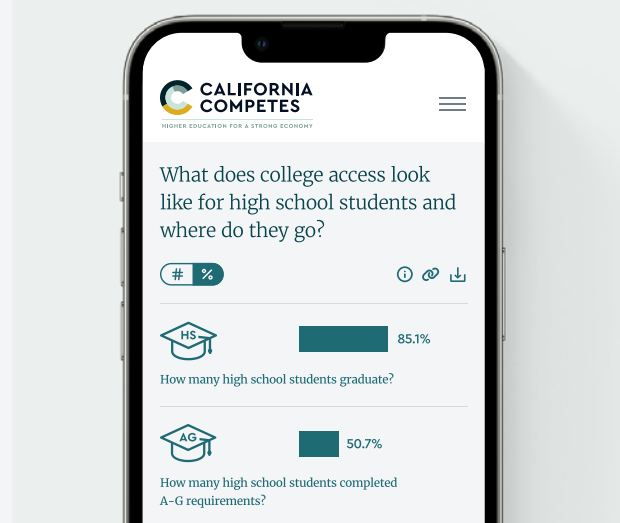 CALIFORNIA
COMPETES
HIGHER EDUCATION FOR A STRONG ECONOMY
What does college access look
like for high school students and
where do they go?
# %
HS
85.1%
How many high school students graduate?
AG
50.7%
How many high school students completed
A-G requirements?